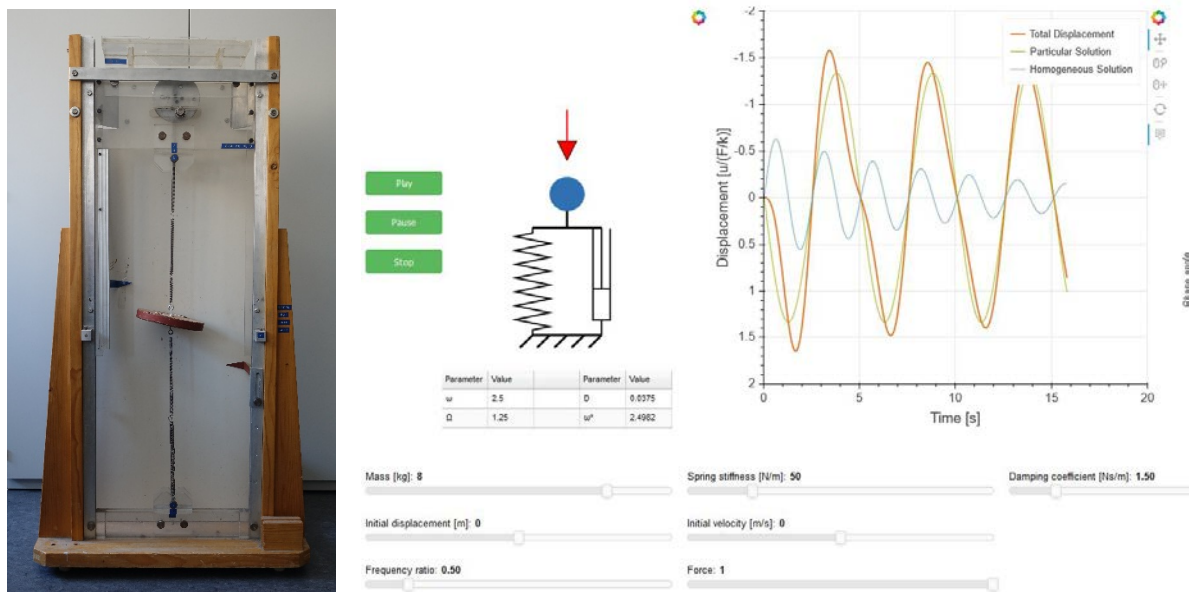 Play
Pause
Stop
Parameter Value Parameter Value
ω 2.5 D 0.0375
Ω 1.25 ω* 2.4982
Total Displacement
Particular Solution
Homogeneous Solution
Displacement [u/(F/k)]
-2
-1.5
-1
-0.5
0
0.5
1
1.5
2
0 5 10 15 20
Time [s]
Phase angle
Mass [kg]: 8
Spring stiffness [N/m]: 50
Damping coefficient [Ns/m]: 1.50
Initial displacement [m]: 0
Initial velocity [m/s]: 0
Frequency ratio: 0.50
Force: 1